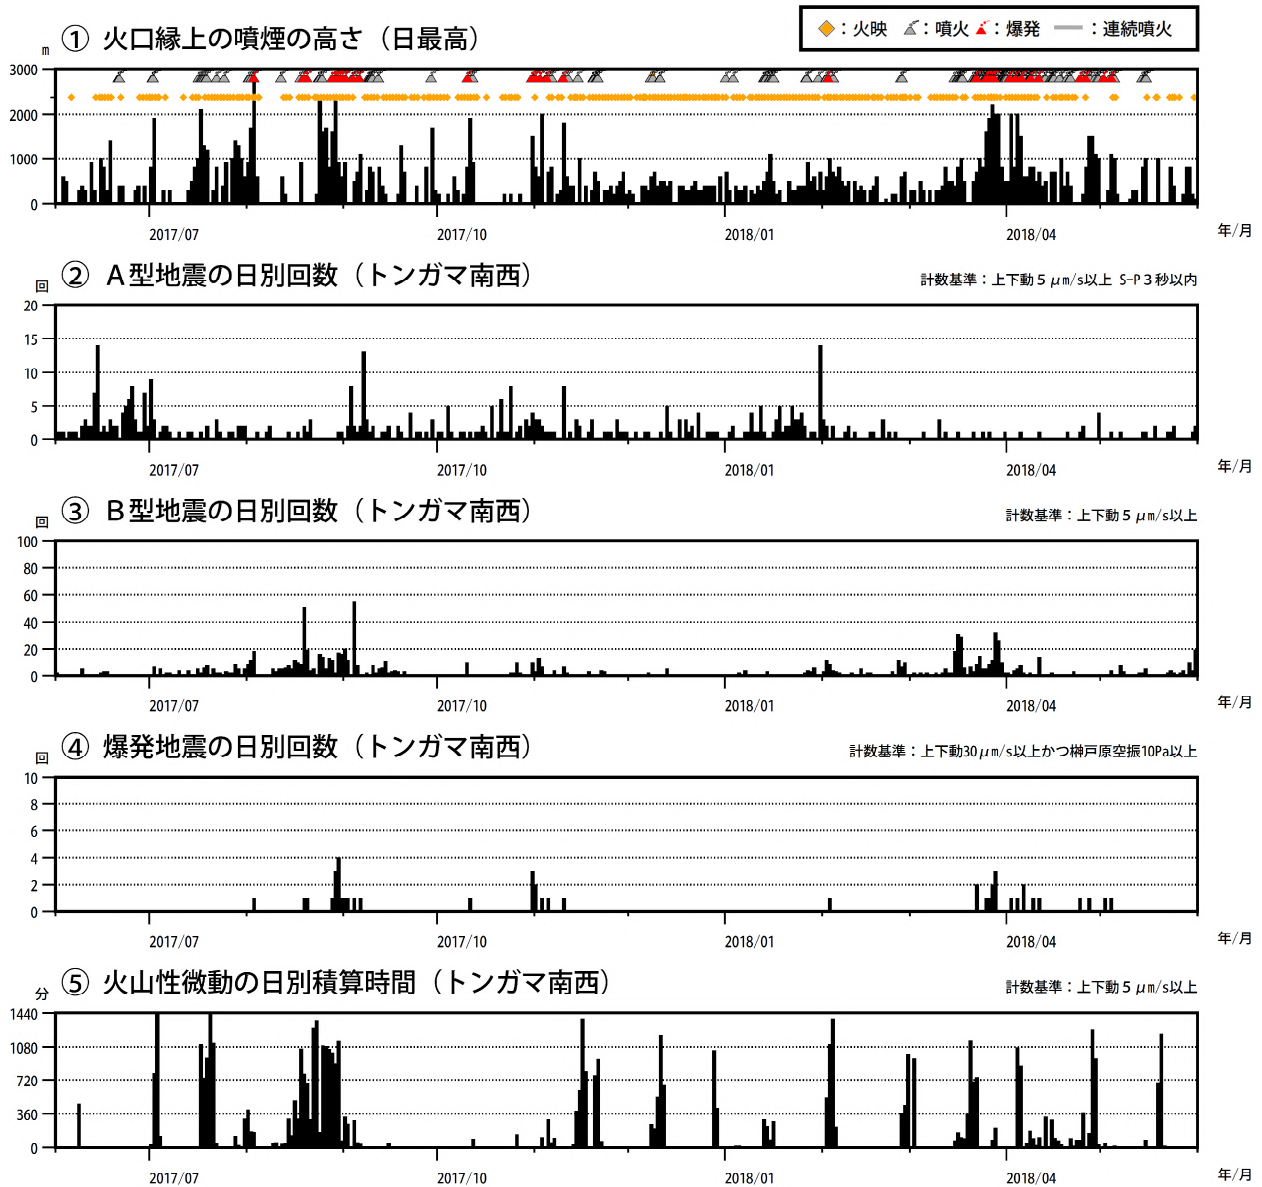 ◆：火映 ：噴火 ：爆発 ：連続噴火
① 火口縁上の噴煙の高さ（日最高）
m
3000
2000
1000
0
2017/07 2017/10 2018/01 2018/04 年/月
② Ａ型地震の日別回数（トンガマ南西）
計数基準：上下動５μm/s以上 S-P３秒以内
回
20
15
10
5
0
2017/07 2017/10 2018/01 2018/04 年/月
③ Ｂ型地震の日別回数（トンガマ南西）
計数基準：上下動５μm/s以上
回
100
80
60
40
20
0
2017/07 2017/10 2018/01 2018/04 年/月
④ 爆発地震の日別回数（トンガマ南西）
計数基準：上下動30μm/s以上かつ榊戸原空振10Pa以上
回
10
8
6
4
2
0
2017/07 2017/10 2018/01 2018/04 年/月
⑤ 火山性微動の日別積算時間（トンガマ南西）
計数基準：上下動５μm/s以上
分
1440
1080
720
360
0
2017/07 2017/10 2018/01 2018/04 年/月